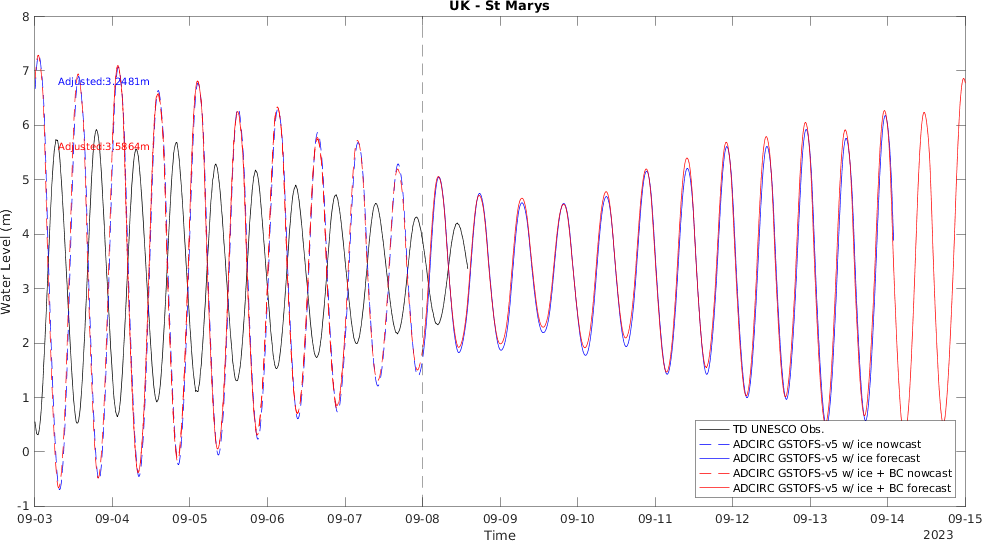 UK - St Marys
8
7
6
5
4
3
2
1
0
-1
Water Level (m)
Adjusted:3.2481m
Adjusted:3.5864m
TD UNESCO Obs.
ADCIRC GSTOFS-v5 w/ ice nowcast
ADCIRC GSTOFS-v5 w/ ice forecast
ADCIRC GSTOFS-v5 w/ ice + BC nowcast
ADCIRC GSTOFS-v5 w/ ice + BC forecast
09-03 09-04 09-05 09-06 09-07 09-08 09-09 09-10 09-11 09-12 09-13 09-14 09-15
Time
2023